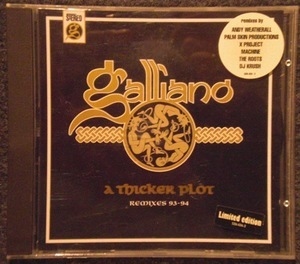 STEREO
remixes by
ANDY WEATHERALL
PALM SKIN PRODUCTIONS
X PROJECT
MACHINE
THE ROOTS
DJ KRUSH
galliano
A THICKER PLOT
REMIXES 93-94
Limited edition